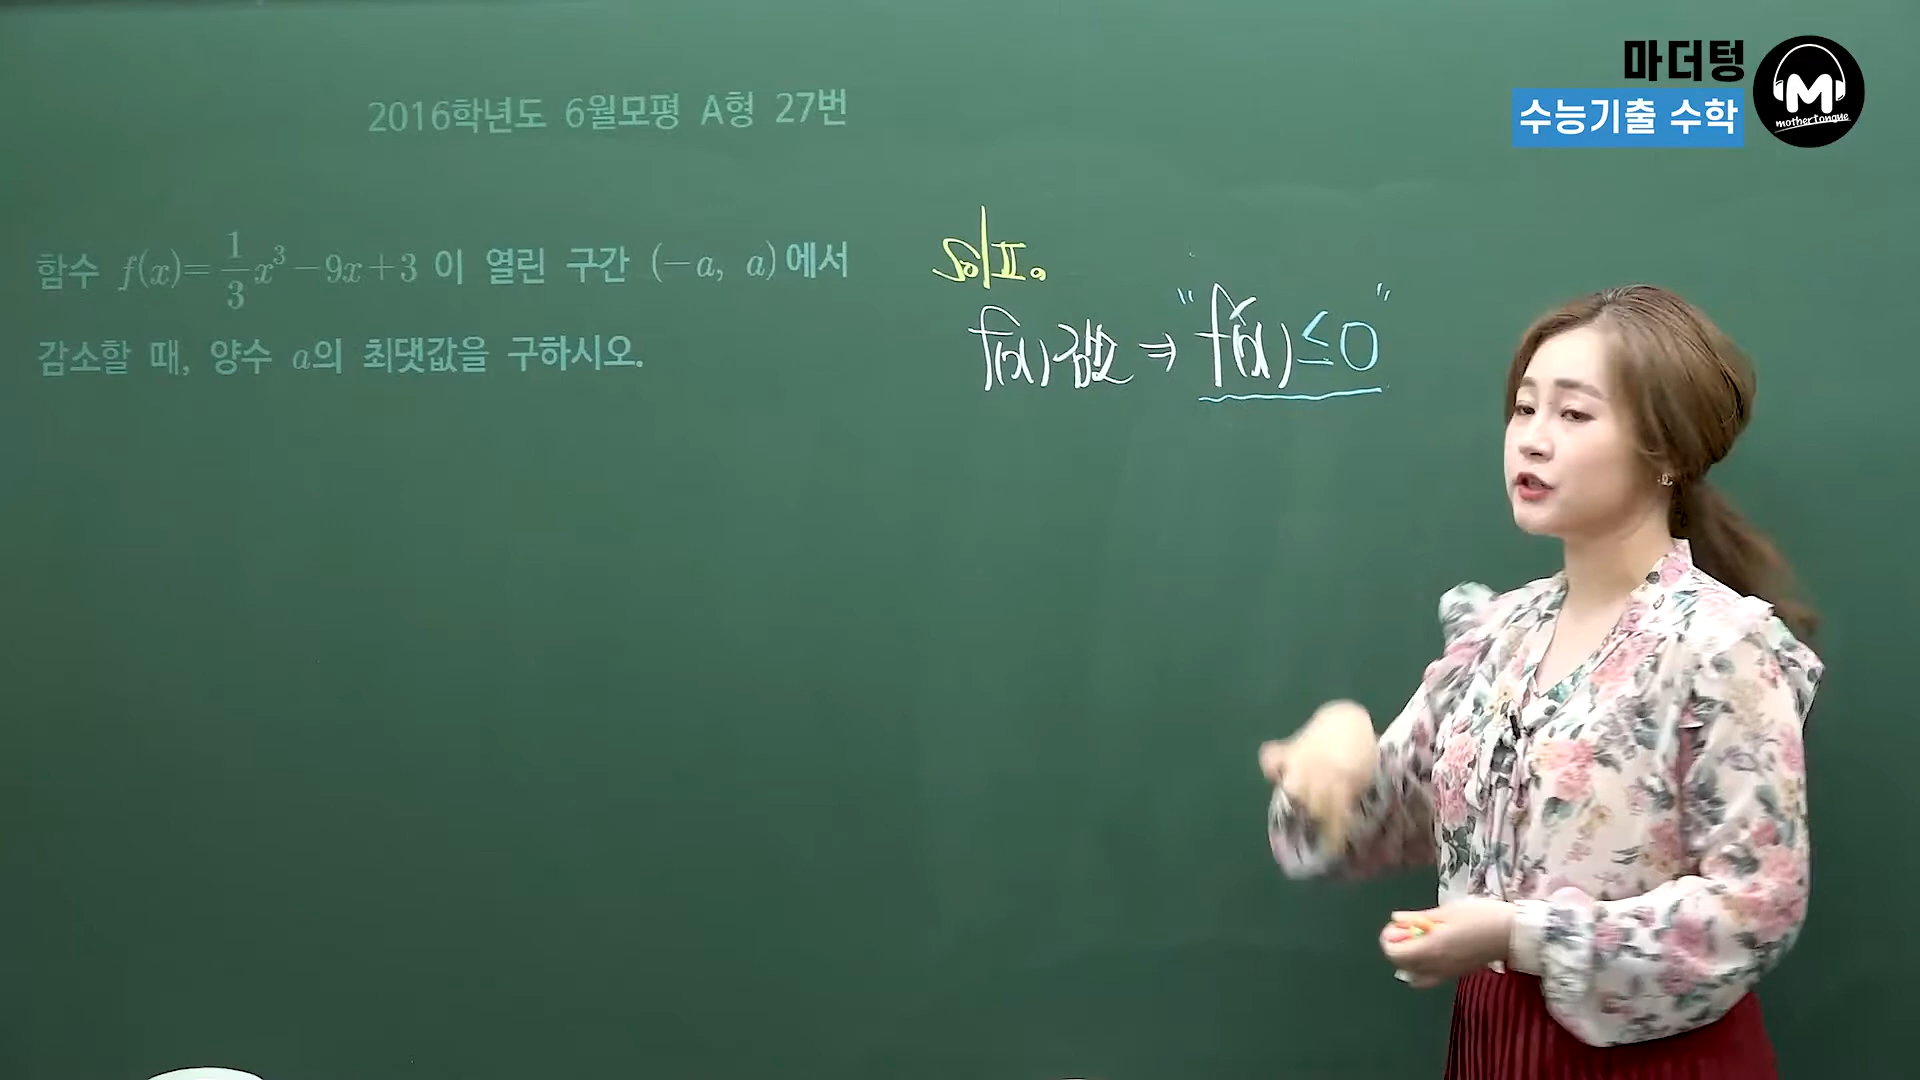 마더텅
수능기출 수학
M
mothertongue
2016학년도 6월모평 A형 27번
함수 f(x)=1/3x³-9x+3 이 열린 구간 (-a, a)에서
감소할 때, 양수 a의 최댓값을 구하시오.
sol Ⅱ。
f(x) 감소 ⇒ "f'(x)≤0"